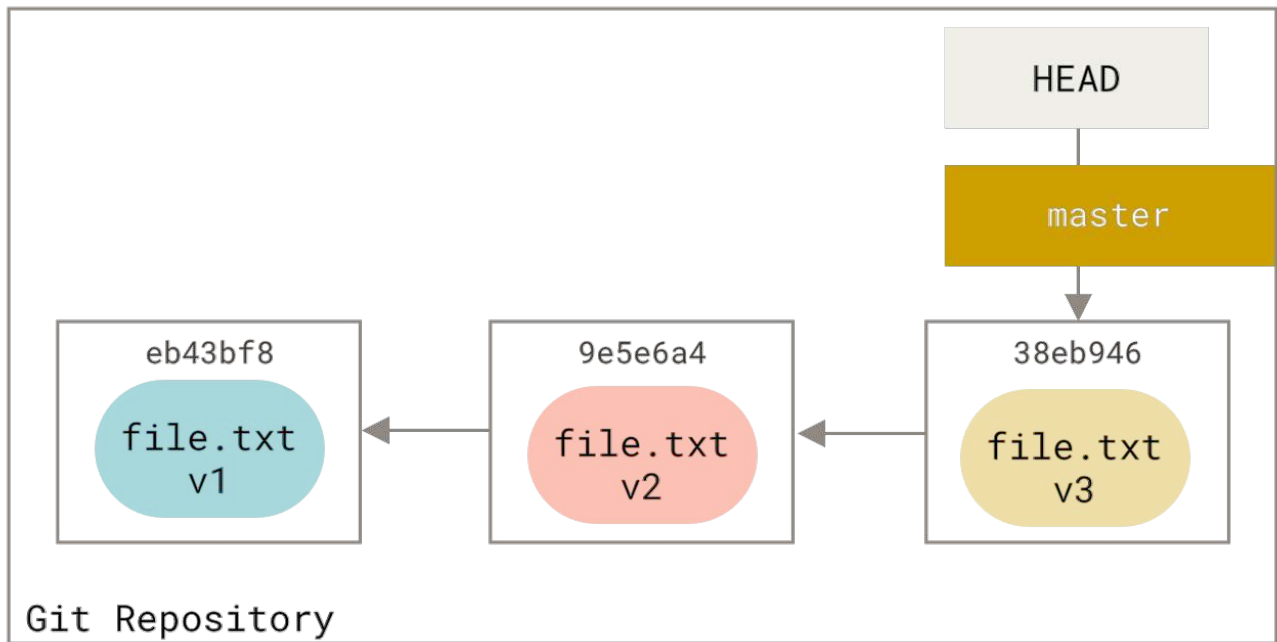 HEAD
master
eb43bf8
file.txt
v1
9e5e6a4
file.txt
v2
38eb946
file.txt
v3
Git Repository